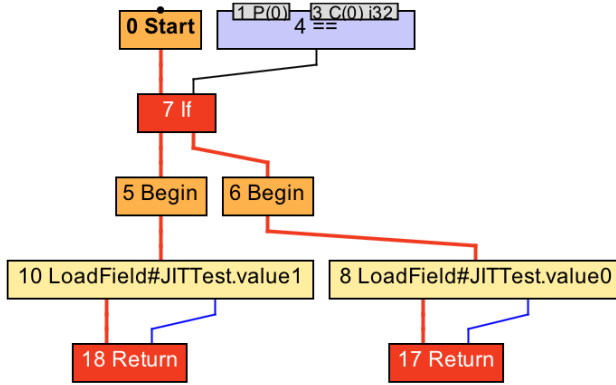 1 P(0) 3 C(0) i32
0 Start 4 ==
7 If
5 Begin 6 Begin
10 LoadField#JITTest.value1 8 LoadField#JITTest.value0
18 Return 17 Return